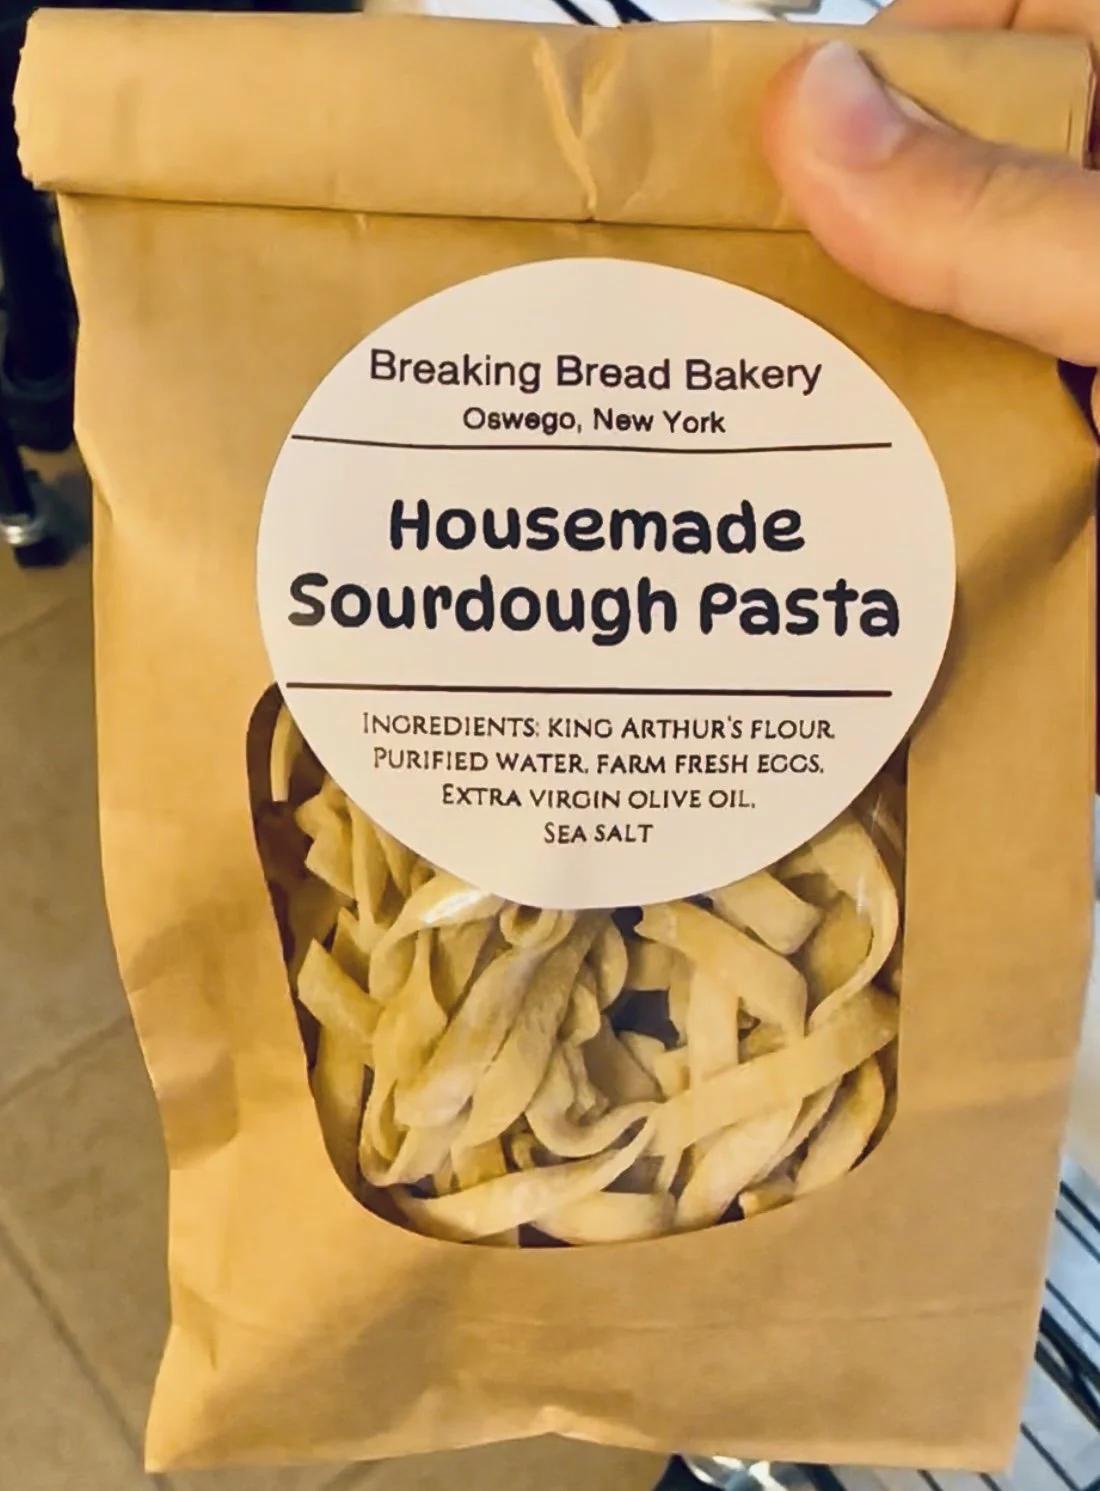 Breaking Bread Bakery
Oswego, New York
Housemade
Sourdough Pasta
INGREDIENTS: KING ARTHUR'S FLOUR,
PURIFIED WATER, FARM FRESH EGGS,
EXTRA VIRGIN OLIVE OIL,
SEA SALT